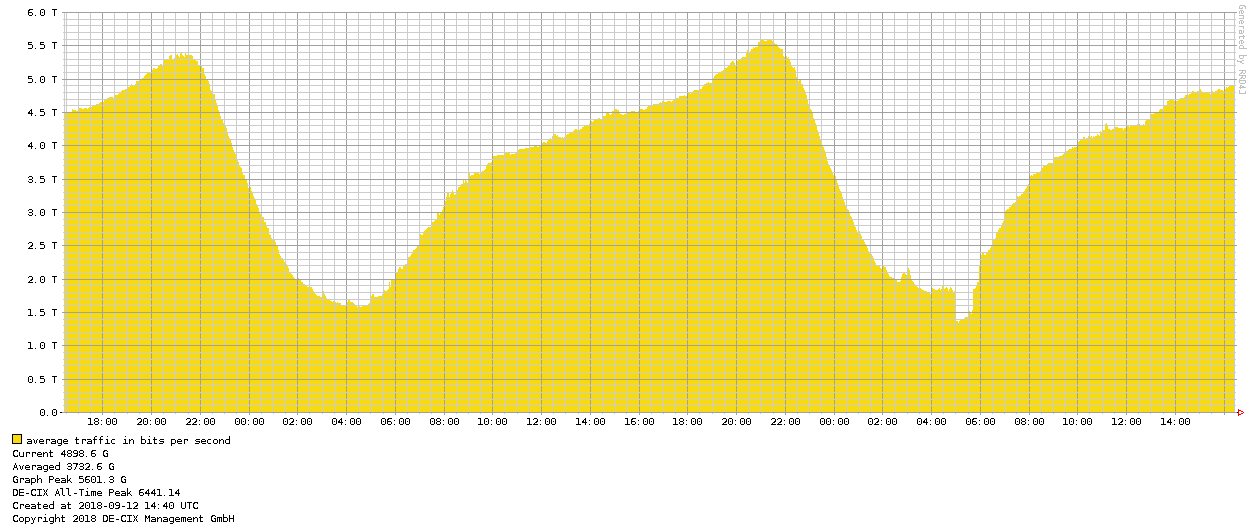 6.0 T
5.5 T
5.0 T
4.5 T
4.0 T
3.5 T
3.0 T
2.5 T
2.0 T
1.5 T
1.0 T
0.5 T
0.0
18:00 20:00 22:00 00:00 02:00 04:00 06:00 08:00 10:00 12:00 14:00 16:00 18:00 20:00 22:00 00:00 02:00 04:00 06:00 08:00 10:00 12:00 14:00
Generated by RRD4J
average traffic in bits per second
Current 4898.6 G
Averaged 3732.6 G
Graph Peak 5601.3 G
DE-CIX All-Time Peak 6441.14
Created at 2018-09-12 14:40 UTC
Copyright 2018 DE-CIX Management GmbH